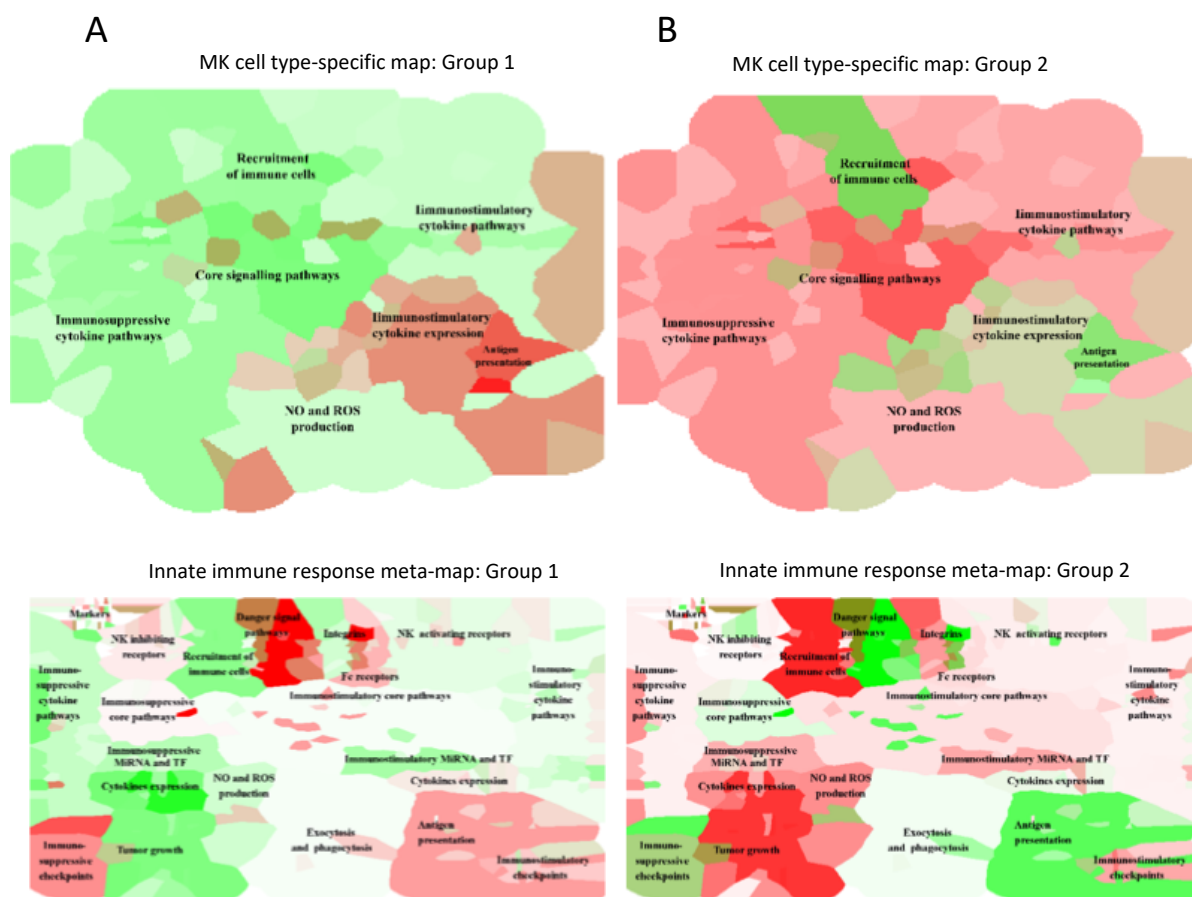 A
B
MK cell type-specific map: Group 1
MK cell type-specific map: Group 2
Recruitment
of immune cells
Iimmunostimulatory
cytokine pathways
Core signalling pathways
Immunosuppressive
cytokine pathways
Iimmunostimulatory
cytokine expression
Antigen
presentation
NO and ROS
production
Recruitment
of immune cells
Iimmunostimulatory
cytokine pathways
Core signalling pathways
Immunosuppressive
cytokine pathways
Iimmunostimulatory
cytokine expression
Antigen
presentation
NO and ROS
production
Innate immune response meta-map: Group 1
Innate immune response meta-map: Group 2
Markers
NK inhibiting
receptors
Danger signal
pathways
Integrins
NK activating receptors
Recruitment of
immune cells
Fc receptors
Immuno-
suppressive
cytokine
pathways
Immuno-
stimulatory
cytokine
pathways
Immunosuppressive
core pathways
Immunostimulatory core pathways
Immunosuppressive
MiRNA and TF
Immunostimulatory MiRNA and TF
Cytokines expression
NO and ROS
production
Cytokines expression
Antigen
presentation
Exocytosis
and phagocytosis
Tumor growth
Immuno-
suppressive
checkpoints
Immunostimulatory
checkpoints
Markers
NK inhibiting
receptors
Danger signal
pathways
Integrins
NK activating receptors
Recruitment of
immune cells
Fc receptors
Immuno-
suppressive
cytokine
pathways
Immuno-
stimulatory
cytokine
pathways
Immunosuppressive
core pathways
Immunostimulatory core pathways
Immunosuppressive
MiRNA and TF
Immunostimulatory MiRNA and TF
Cytokines expression
NO and ROS
production
Cytokines expression
Antigen
presentation
Exocytosis
and phagocytosis
Tumor growth
Immuno-
suppressive
checkpoints
Immunostimulatory
checkpoints